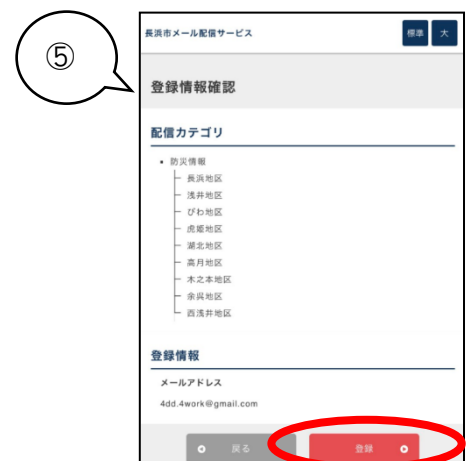 ⑤
長浜市メール配信サービス
標準 大
登録情報確認
配信カテゴリ
防災情報
長浜地区
浅井地区
びわ地区
虎姫地区
湖北地区
高月地区
木之本地区
余呉地区
西浅井地区
登録情報
メールアドレス
4dd.4work@gmail.com
戻る 登録